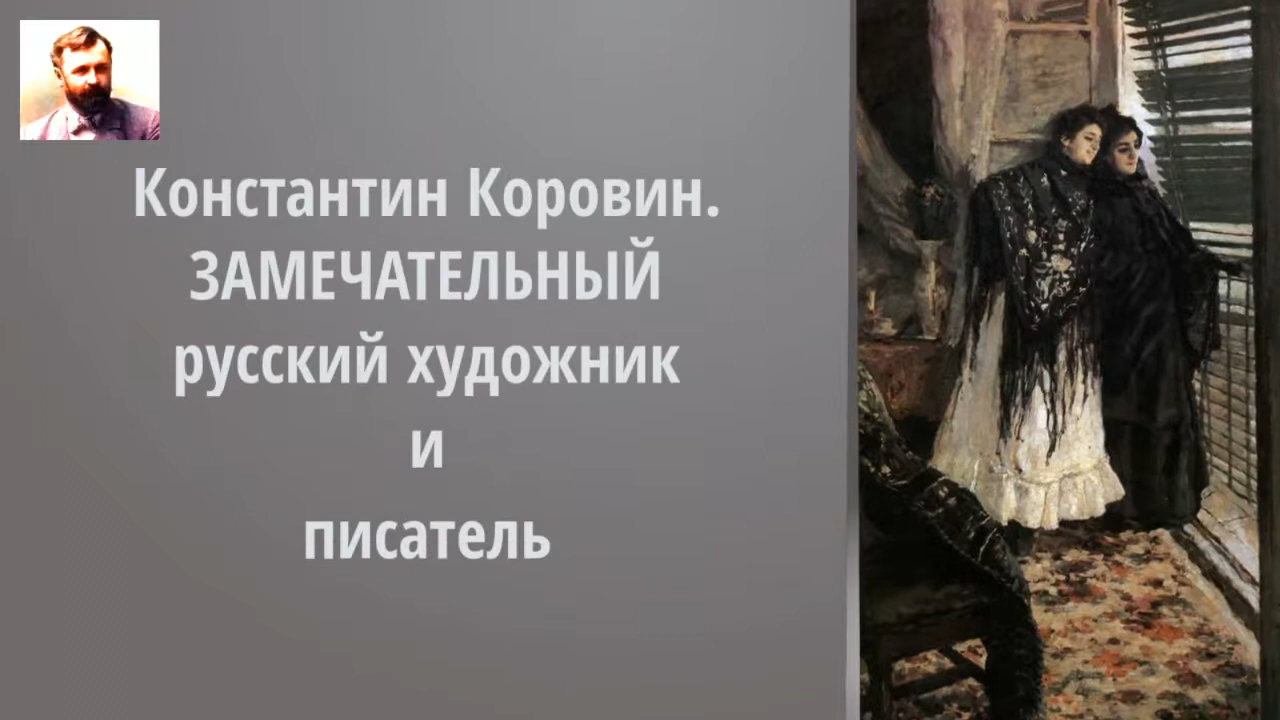 Константин Коровин.
ЗАМЕЧАТЕЛЬНЫЙ
русский художник
и
писатель